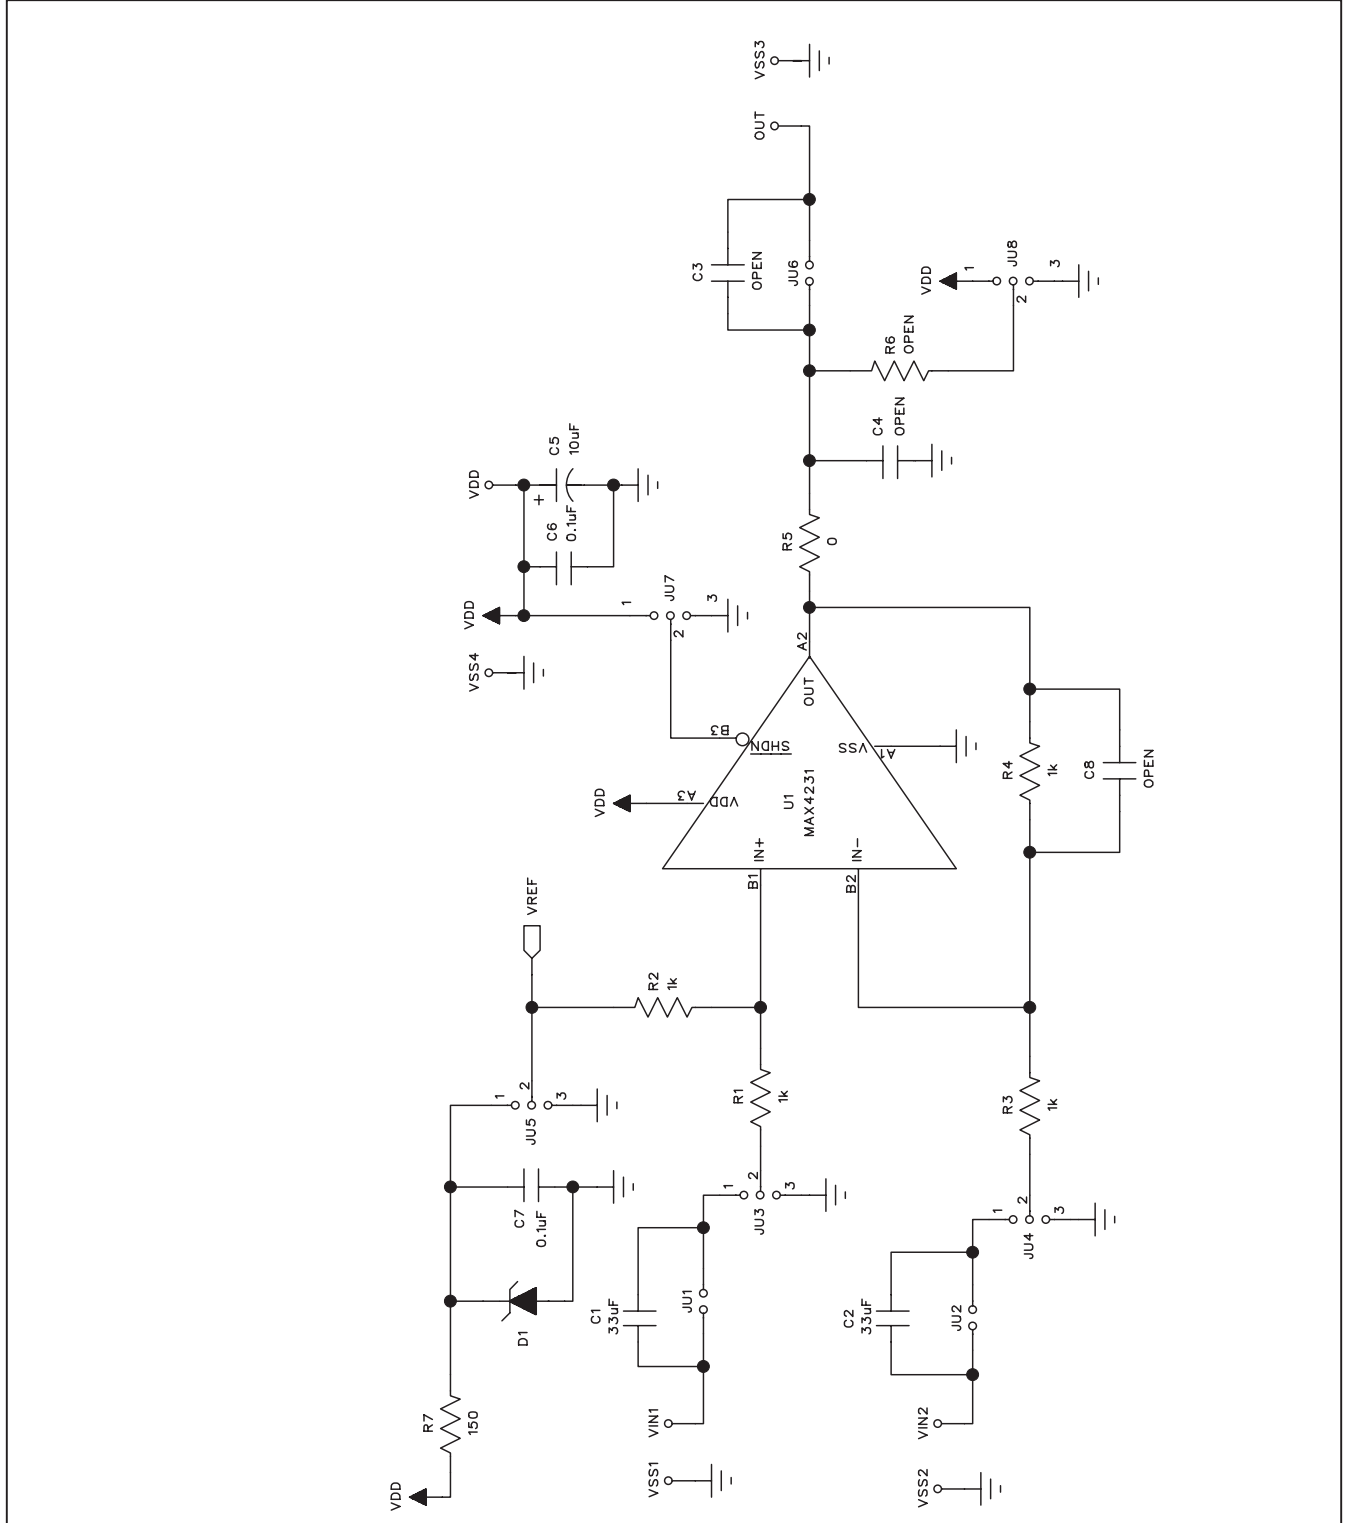 VSS3
OUT
C3
OPEN
JU6
VDD
1
JU8
2
3
R6
OPEN
C4
OPEN
VDD
+
C5
10uF
C6
0.1uF
R5
0
VDD
1
JU7
2
3
VSS4
A2
OUT
B3
SHDN
VSS
A1
VDD
A3
VDD
U1
MAX4231
R4
1k
C8
OPEN
IN+
B1
IN-
B2
VREF
R2
1k
1
2
3
JU5
R1
1k
R3
1k
C7
0.1uF
1
2
3
JU3
1
2
3
JU4
D1
C1
33uF
JU1
C2
33uF
JU2
R7
150
VIN1
VIN2
VDD
VSS1
VSS2